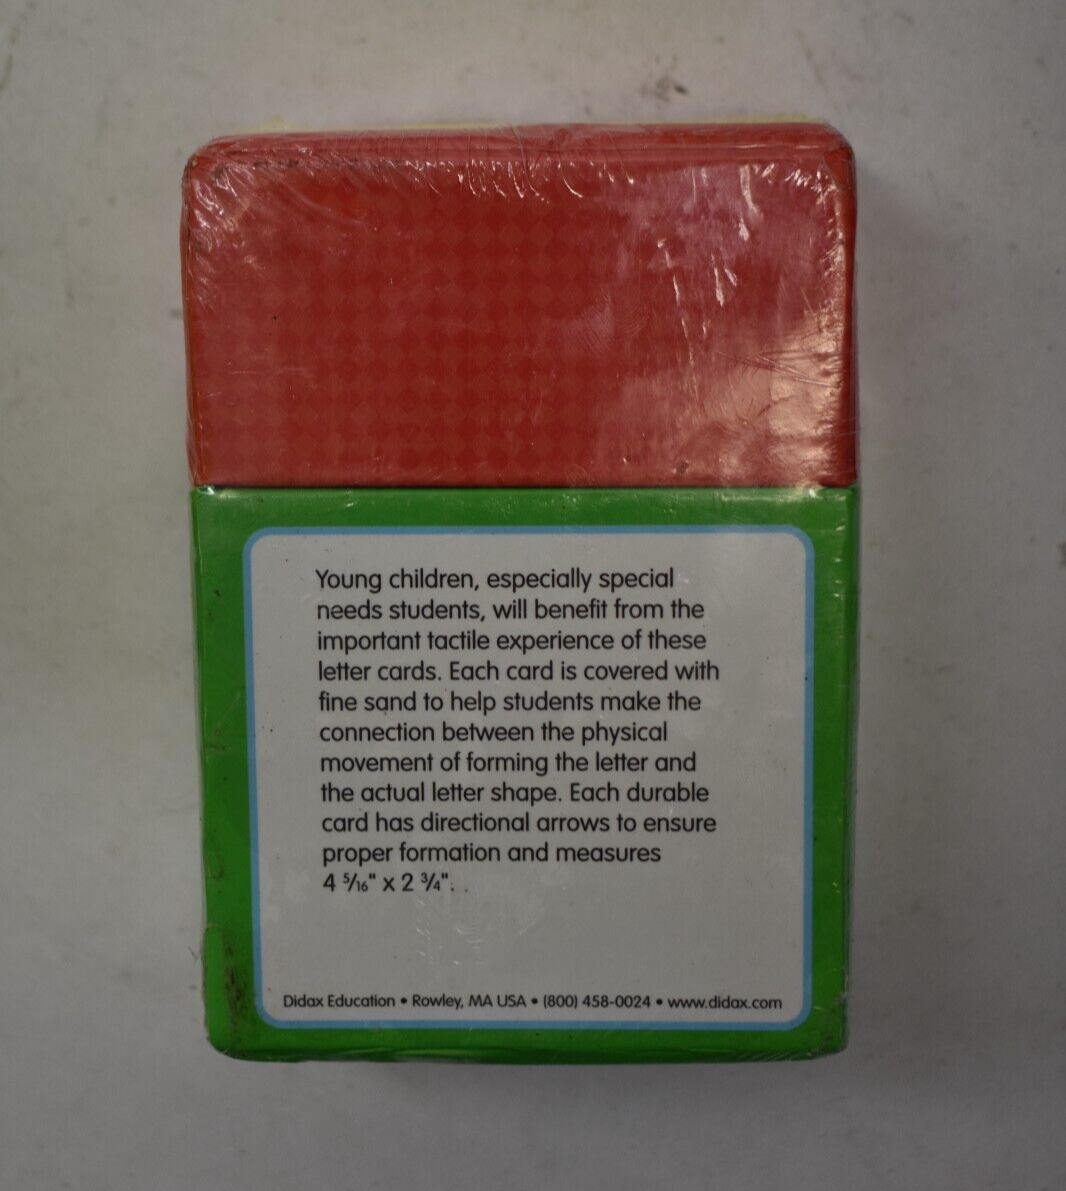 Young children, especially special
needs students, will benefit from the
important tactile experience of these
letter cards. Each card is covered with
fine sand to help students make the
connection between the physical
movement of forming the letter and
the actual letter shape. Each durable
card has directional arrows to ensure
proper formation and measures
4 5/16" x 2 3/4".
Didax Education • Rowley, MA USA • (800) 458-0024 • www.didax.com